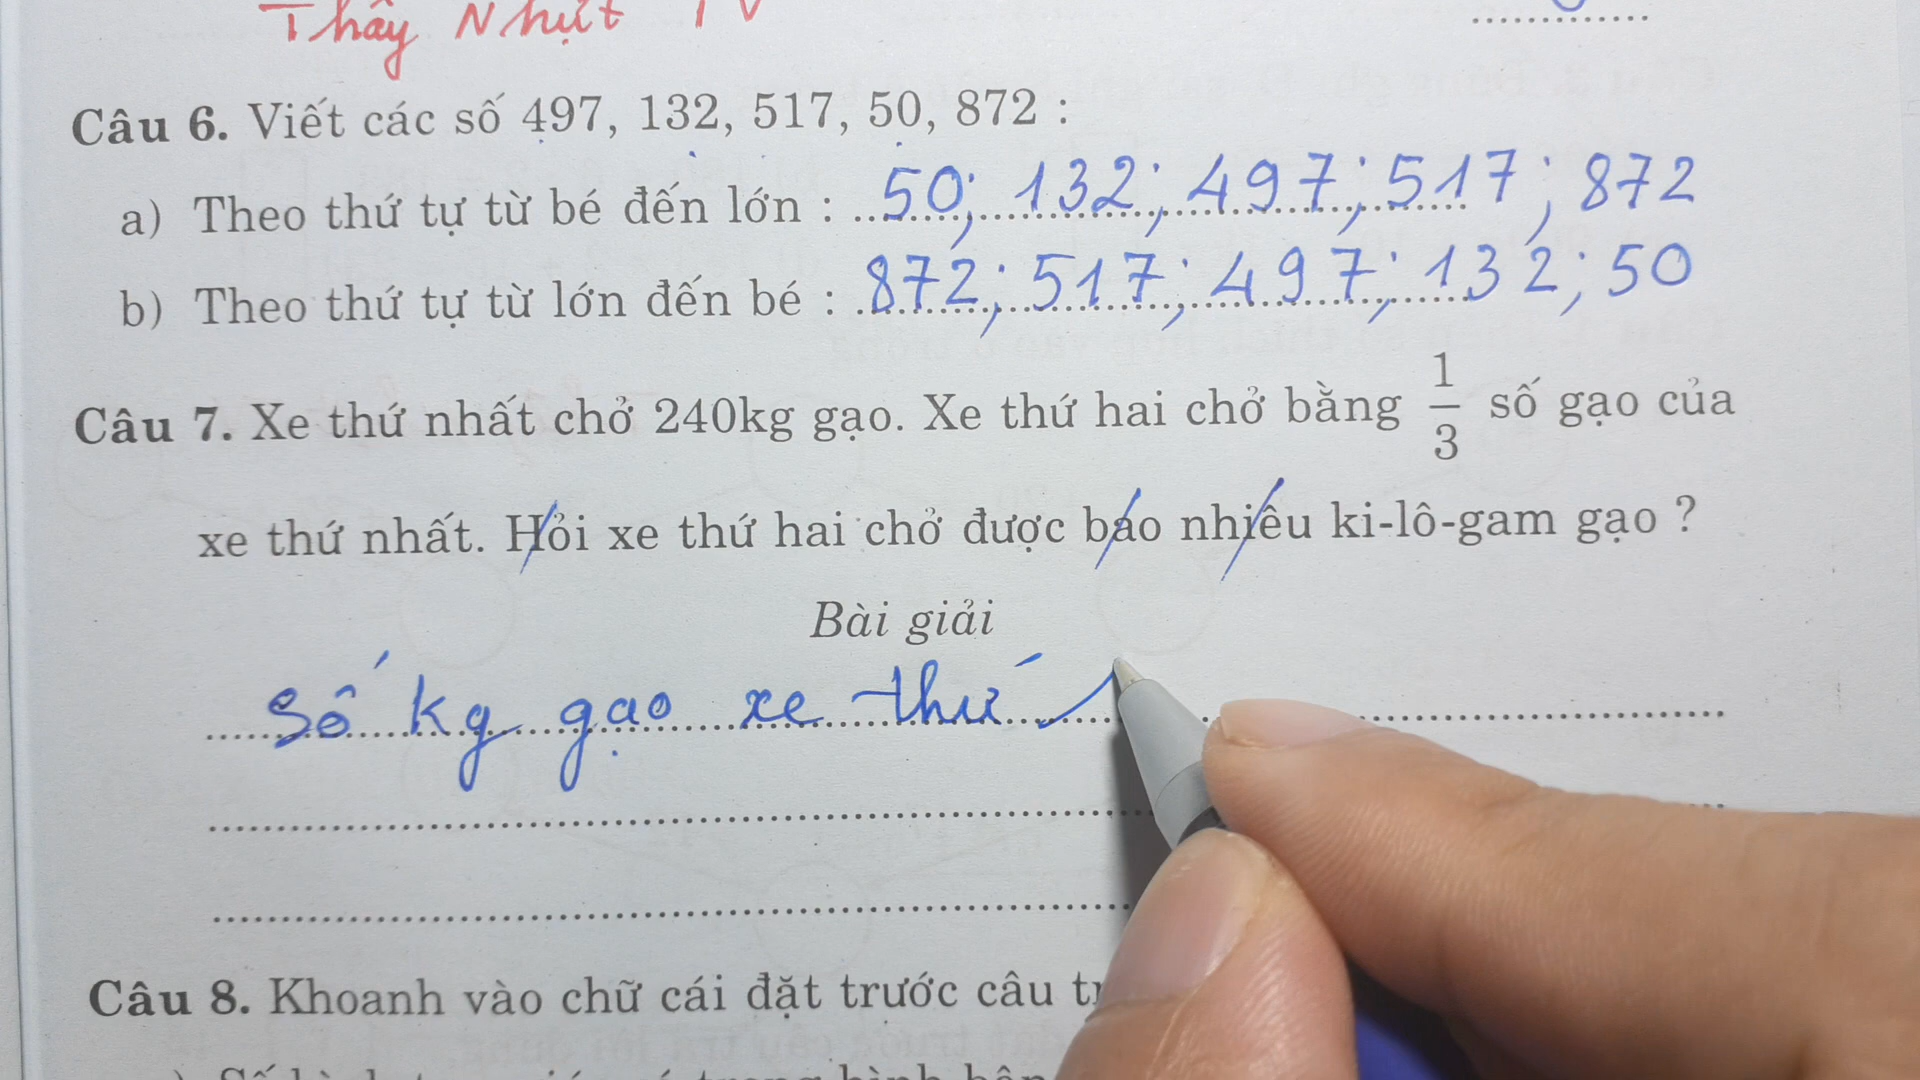 Thầy Nhựt TV
Câu 6. Viết các số 497, 132, 517, 50, 872 :
a) Theo thứ tự từ bé đến lớn : 50; 132; 497; 517; 872
b) Theo thứ tự từ lớn đến bé : 872; 517; 497; 132; 50
Câu 7. Xe thứ nhất chở 240kg gạo. Xe thứ hai chở bằng 1/3 số gạo của
xe thứ nhất. Hỏi xe thứ hai chở được bao nhiêu ki-lô-gam gạo ?
Bài giải
Số kg gạo xe thứ
Câu 8. Khoanh vào chữ cái đặt trước câu